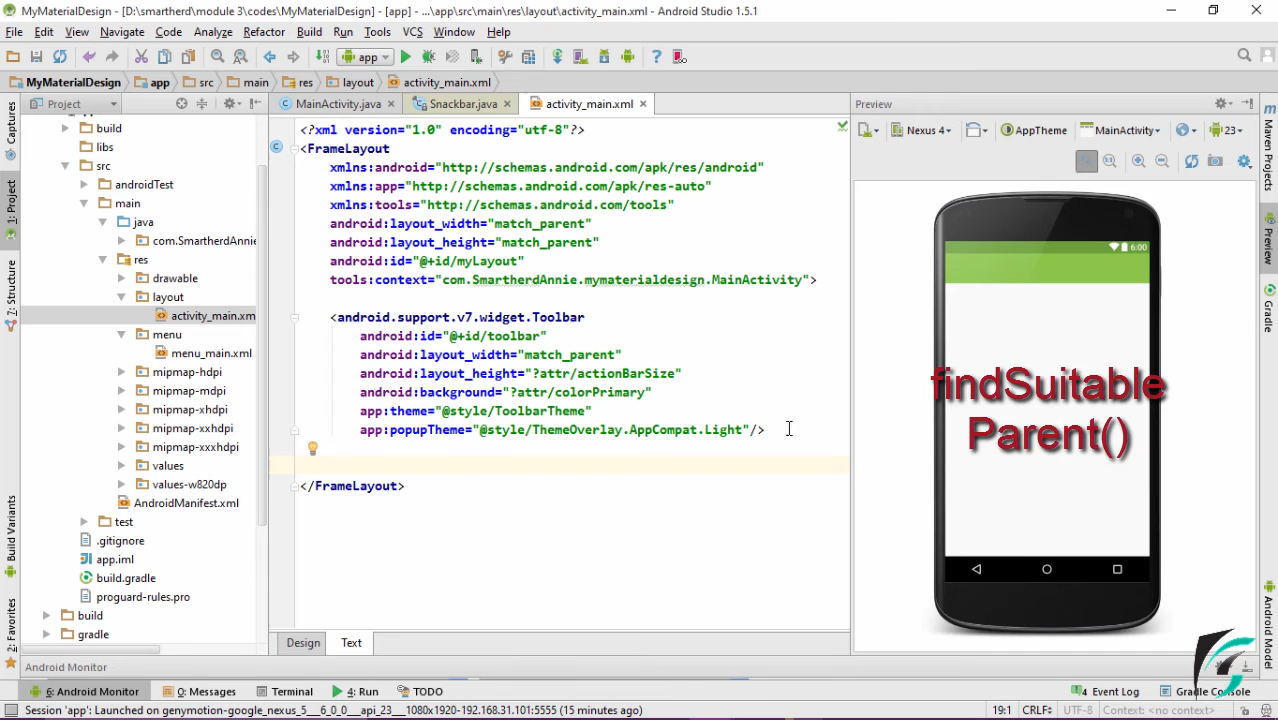 MyMaterialDesign - [D:\smartherd\module 3\codes\MyMaterialDesign] - [app] - ...\app\src\main\res\layout\activity_main.xml - Android Studio 1.5.1
File Edit View Navigate Code Analyze Refactor Build Run Tools VCS Window Help
app
MyMaterialDesign app src main res layout activity_main.xml
Project
MainActivity.java Snackbar.java activity_main.xml
Preview
Captures
1: Project
7: Structure
Build Variants
2: Favorites
build
libs
src
androidTest
main
java
com.SmartherdAnnie
res
drawable
layout
activity_main.xm
menu
menu_main.xml
mipmap-hdpi
mipmap-mdpi
mipmap-xhdpi
mipmap-xxhdpi
mipmap-xxxhdpi
values
values-w820dp
AndroidManifest.xml
test
.gitignore
app.iml
build.gradle
proguard-rules.pro
build
gradle
<?xml version="1.0" encoding="utf-8"?>
<FrameLayout
xmlns:android="http://schemas.android.com/apk/res/android"
xmlns:app="http://schemas.android.com/apk/res-auto"
xmlns:tools="http://schemas.android.com/tools"
android:layout_width="match_parent"
android:layout_height="match_parent"
android:id="@+id/myLayout"
tools:context="com.SmartherdAnnie.mymaterialdesign.MainActivity">
<android.support.v7.widget.Toolbar
android:id="@+id/toolbar"
android:layout_width="match_parent"
android:layout_height="?attr/actionBarSize"
android:background="?attr/colorPrimary"
app:theme="@style/ToolbarTheme"
app:popupTheme="@style/ThemeOverlay.AppCompat.Light"/>
</FrameLayout>
Design Text
Nexus 4 AppTheme MainActivity 23
6:00
findSuitable
Parent()
Maven Projects
Preview
Gradle
Android Model
Android Monitor
6: Android Monitor 0: Messages Terminal 4: Run TODO Event Log Gradle Console
Session 'app': Launched on genymotion-google_nexus_5___6_0_0___api_23___1080x1920-192.168.31.101:5555 (15 minutes ago) 19:1 CRLF UTF-8 Context: <no context>